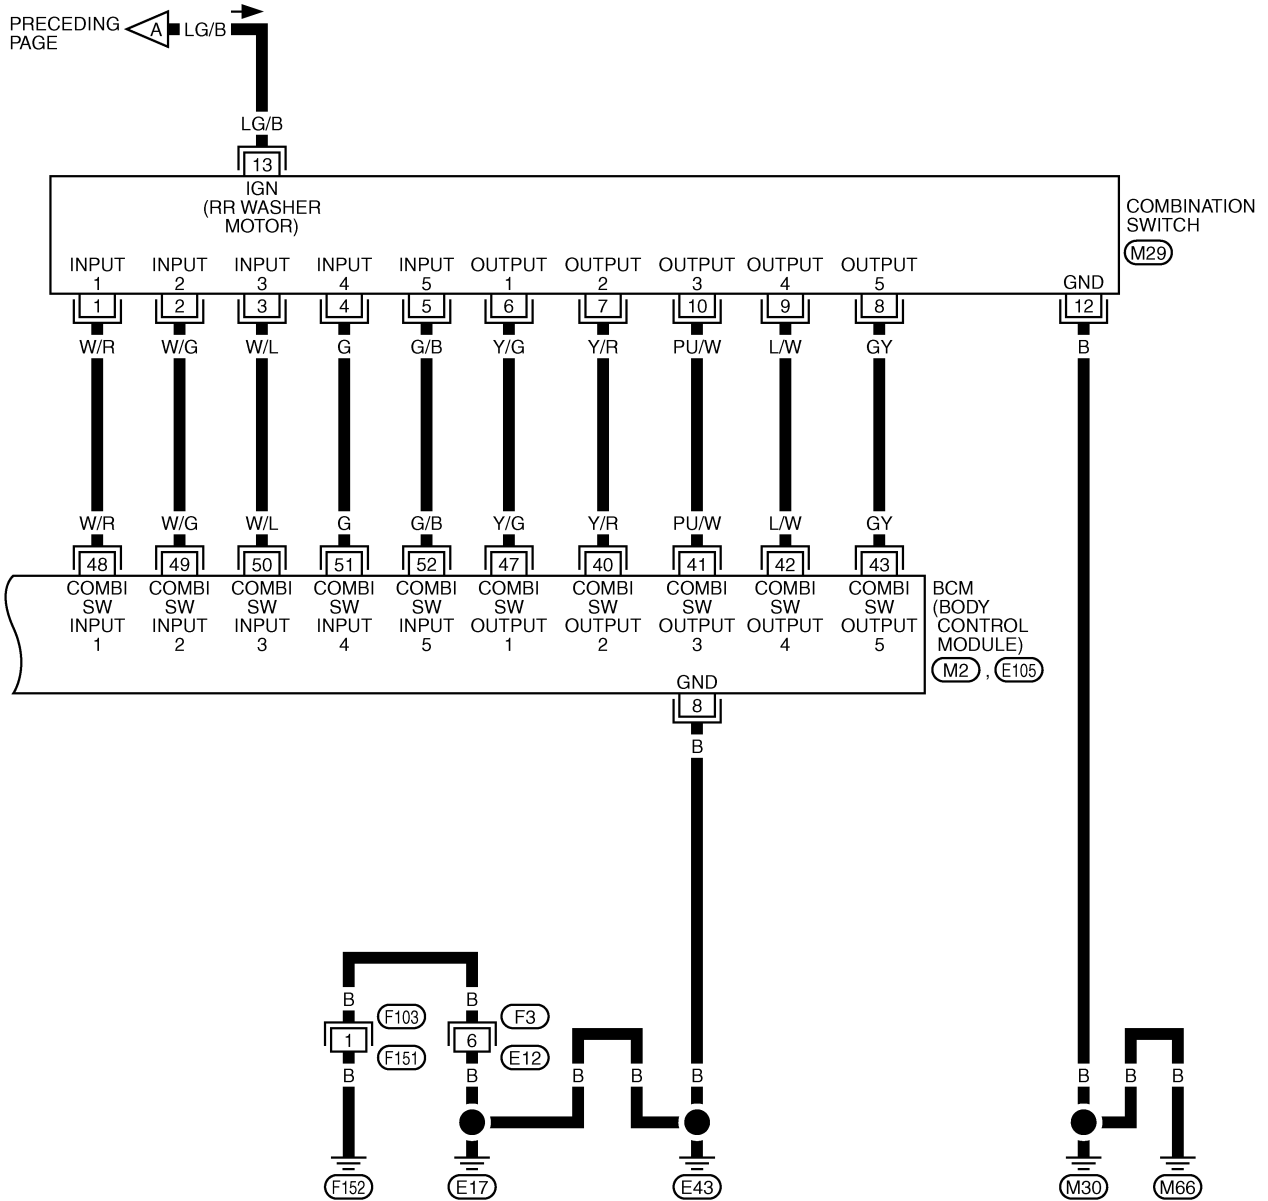 PRECEDING
PAGE
A
LG/B
LG/B
13
IGN
(RR WASHER
MOTOR)
COMBINATION
SWITCH
M29
INPUT INPUT INPUT INPUT INPUT OUTPUT OUTPUT OUTPUT OUTPUT OUTPUT
1 2 3 4 5 1 2 3 4 5 GND
1 2 3 4 5 6 7 10 9 8 12
W/R W/G W/L G G/B Y/G Y/R PU/W L/W GY B
W/R W/G W/L G G/B Y/G Y/R PU/W L/W GY
48 49 50 51 52 47 40 41 42 43
COMBI COMBI COMBI COMBI COMBI COMBI COMBI COMBI COMBI COMBI
SW SW SW SW SW SW SW SW SW SW
INPUT INPUT INPUT INPUT INPUT OUTPUT OUTPUT OUTPUT OUTPUT OUTPUT
1 2 3 4 5 1 2 3 4 5
BCM
(BODY
CONTROL
MODULE)
M2 , E105
GND
8
B
B B
F103 F3
1 6
F151 E12
B B B B B B B B
F152 E17 E43 M30 M66